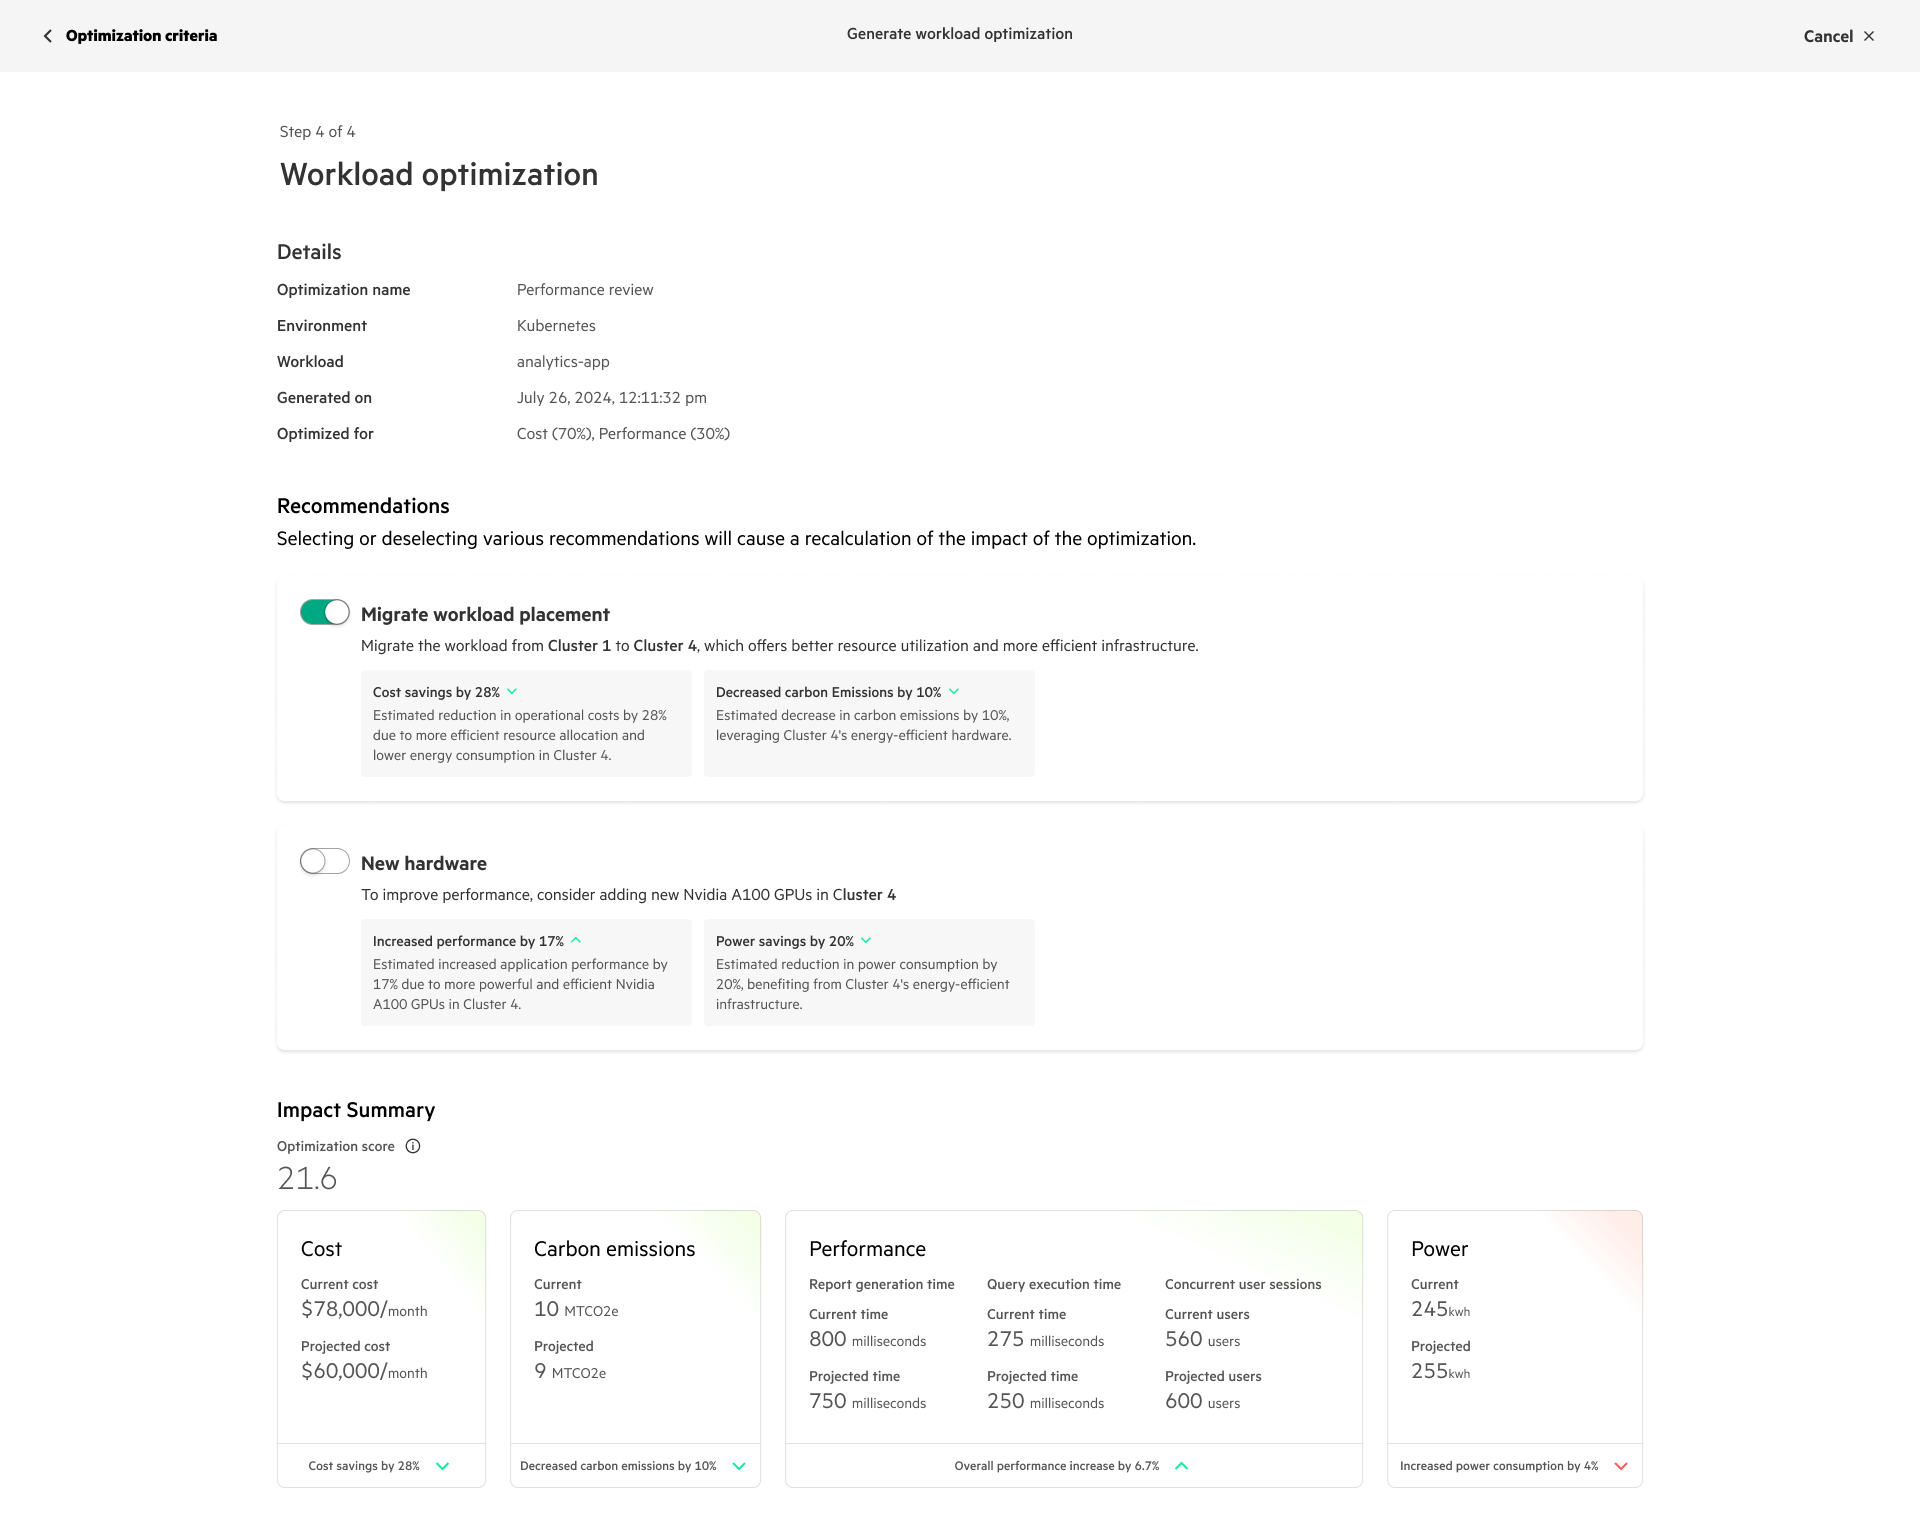 Optimization criteria
Generate workload optimization
Cancel
Step 4 of 4
Workload optimization
Details
Optimization name Performance review
Environment Kubernetes
Workload analytics-app
Generated on July 26, 2024, 12:11:32 pm
Optimized for Cost (70%), Performance (30%)
Recommendations
Selecting or deselecting various recommendations will cause a recalculation of the impact of the optimization.
Migrate workload placement
Migrate the workload from Cluster 1 to Cluster 4, which offers better resource utilization and more efficient infrastructure.
Cost savings by 28%
Estimated reduction in operational costs by 28%
due to more efficient resource allocation and
lower energy consumption in Cluster 4.
Decreased carbon Emissions by 10%
Estimated decrease in carbon emissions by 10%,
leveraging Cluster 4's energy-efficient hardware.
New hardware
To improve performance, consider adding new Nvidia A100 GPUs in Cluster 4
Increased performance by 17%
Estimated increased application performance by
17% due to more powerful and efficient Nvidia
A100 GPUs in Cluster 4.
Power savings by 20%
Estimated reduction in power consumption by
20%, benefiting from Cluster 4's energy-efficient
infrastructure.
Impact Summary
Optimization score
21.6
Cost
Current cost
$78,000/month
Projected cost
$60,000/month
Cost savings by 28%
Carbon emissions
Current
10 MTCO2e
Projected
9 MTCO2e
Decreased carbon emissions by 10%
Performance
Report generation time
Current time
800 milliseconds
Projected time
750 milliseconds
Query execution time
Current time
275 milliseconds
Projected time
250 milliseconds
Concurrent user sessions
Current users
560 users
Projected users
600 users
Overall performance increase by 6.7%
Power
Current
245kwh
Projected
255kwh
Increased power consumption by 4%